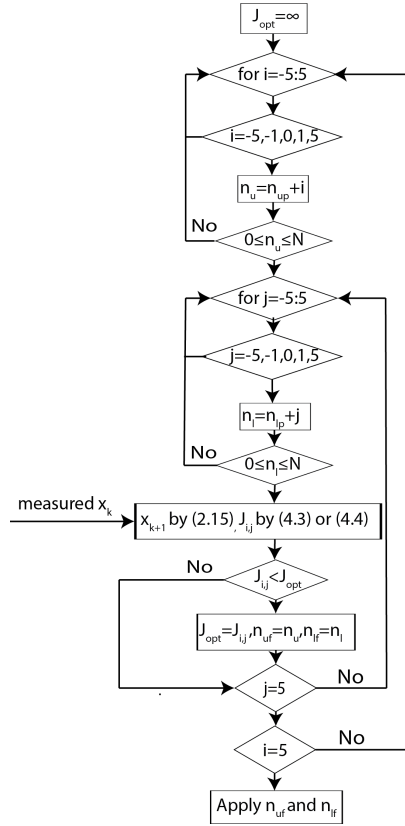 J_opt=∞
for i=-5:5
i=-5,-1,0,1,5
n_u=n_up+i
No
0≤n_u≤N
for j=-5:5
j=-5,-1,0,1,5
n_l=n_lp+j
No
0≤n_l≤N
measured x_k
x_k+1 by (2.15), J_i,j by (4.3) or (4.4)
No
J_i,j<J_opt
J_opt=J_i,j,n_uf=n_u,n_lf=n_l
j=5
No
i=5
No
Apply n_uf and n_lf